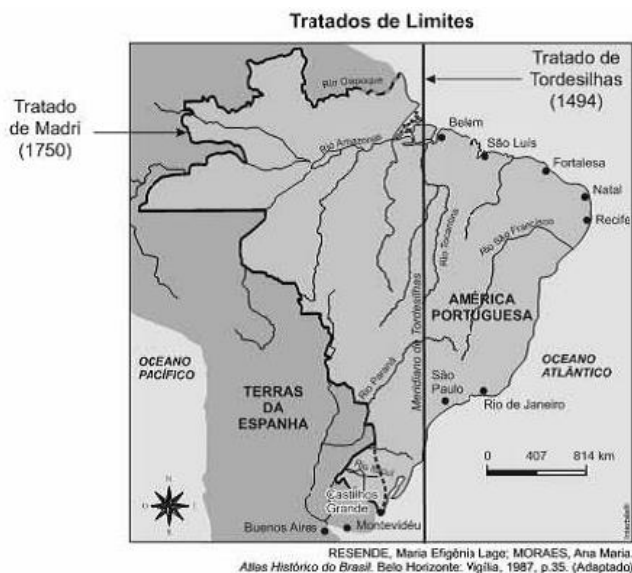 Tratados de Limites
Tratado de
Tordesilhas
(1494)
Tratado
de Madri
(1750)
Rio Oiapoque
Rio Amazonas
Belém
São Luís
Fortalesa
Natal
Recife
Rio Tocantins
Rio São Francisco
Meridiano de Tordesilhas
AMÉRICA
PORTUGUESA
OCEANO
PACÍFICO
OCEANO
ATLÂNTICO
TERRAS
DA
ESPANHA
Rio Paraná
São
Paulo
Rio de Janeiro
0 407 814 km
Castilhos
Grande
Buenos Aires
Montevidéu
N
RESENDE, Maria Efigênia Lage; MORAES, Ana Maria.
Atlas Histórico do Brasil. Belo Horizonte: Vigília, 1987, p.35. (Adaptado)